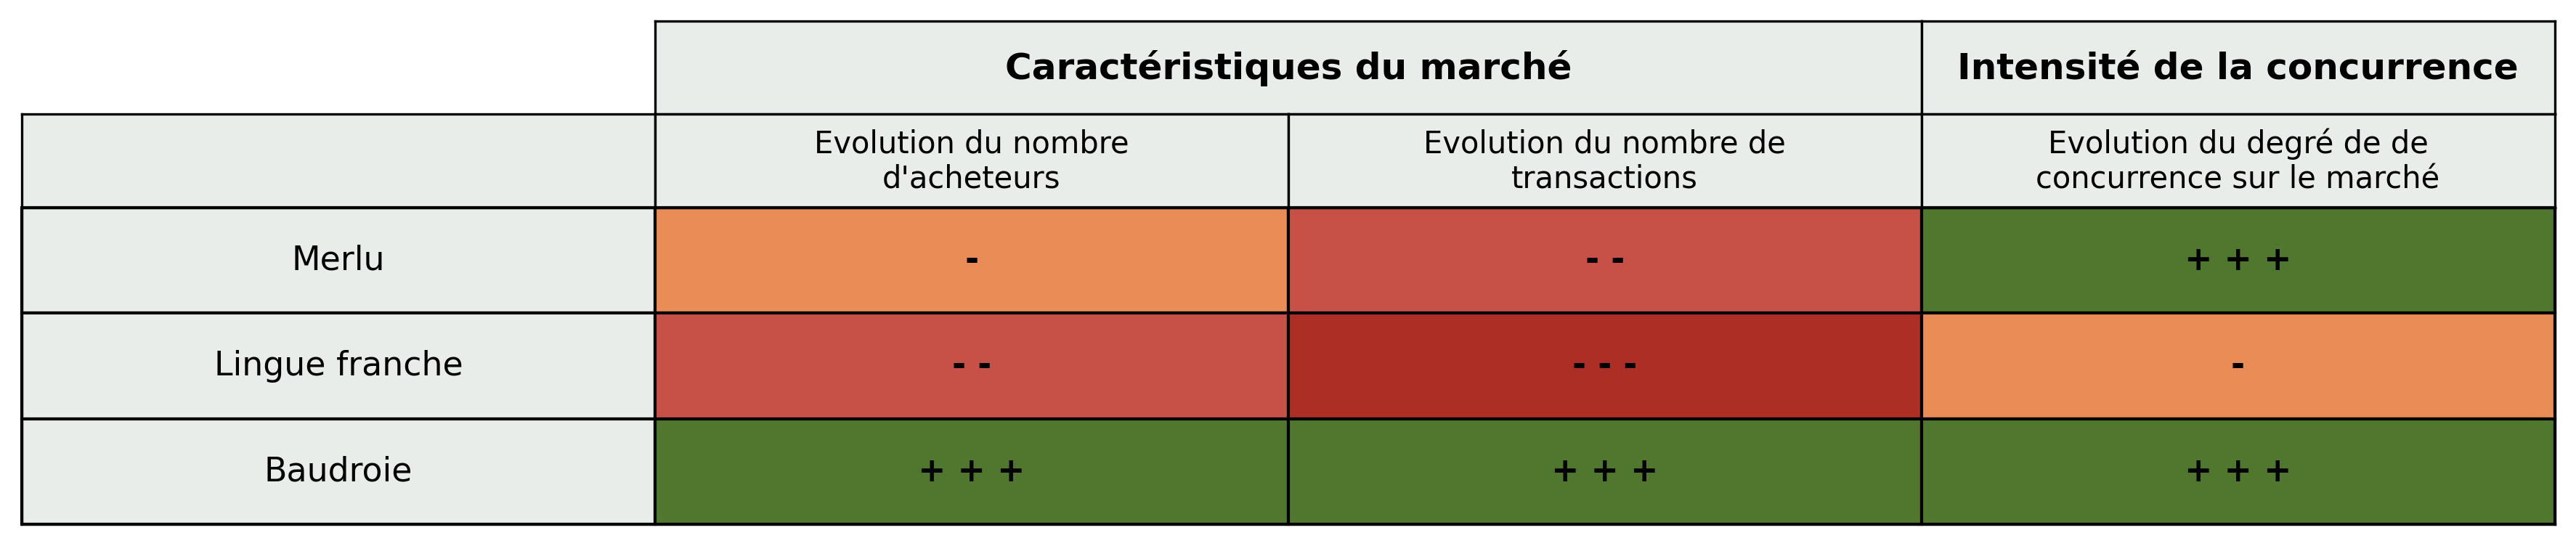 Caractéristiques du marché
Intensité de la concurrence
Evolution du nombre
d'acheteurs
Evolution du nombre de
transactions
Evolution du degré de de
concurrence sur le marché
Merlu
-
- -
+ + +
Lingue franche
- -
- - -
-
Baudroie
+ + +
+ + +
+ + +